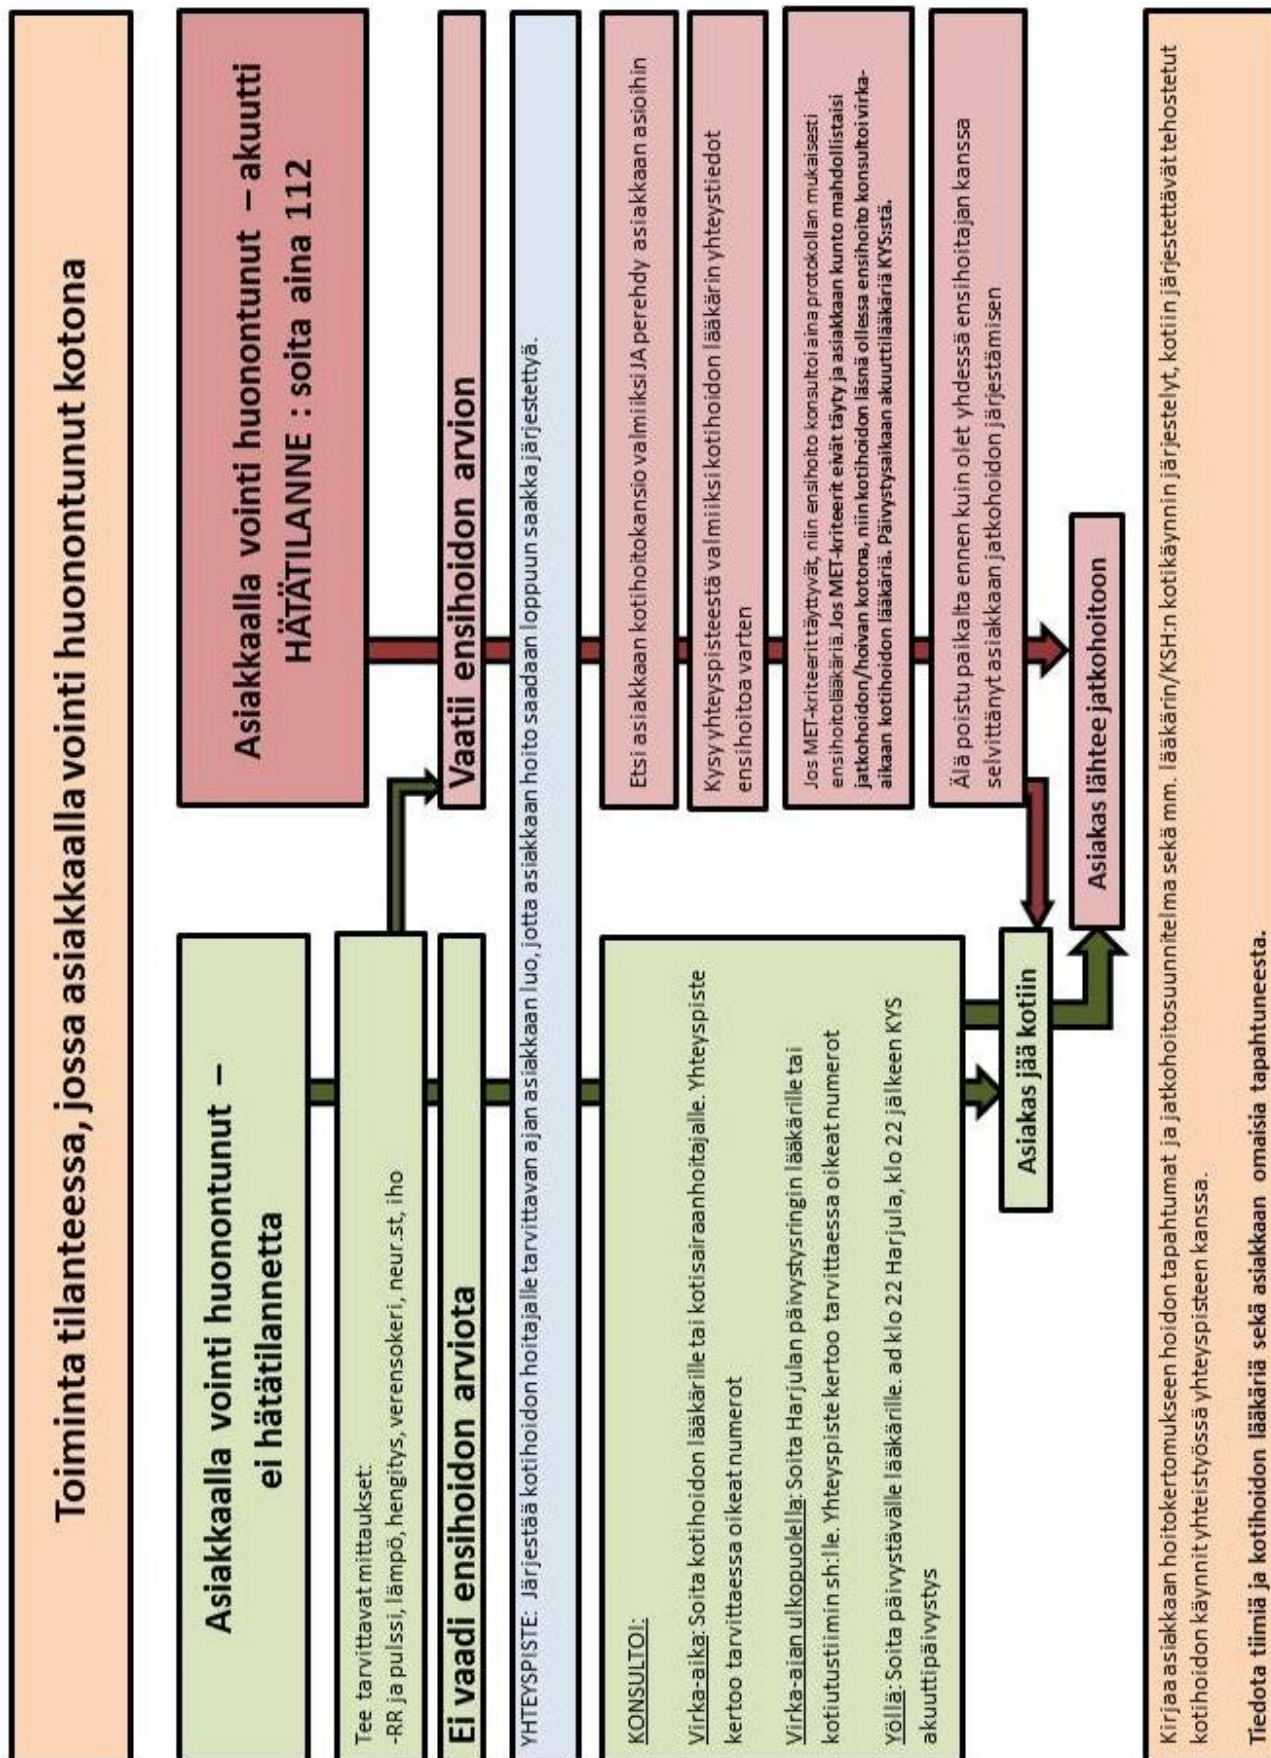 Toiminta tilanteessa, jossa asiakkaalla vointi huonontunut kotona
Asiakkaalla vointi huonontunut –
ei hätätilannetta
Tee tarvittavat mittaukset:
-RR ja pulssi, lämpö, hengitys, verensokeri, neur.st, iho
Ei vaadi ensihoidon arviota
Asiakkaalla vointi huonontunut – akuutti
HÄTÄTILANNE : soita aina 112
Vaatii ensihoidon arvion
YHTEYSPISTE: Järjestää kotihoidon hoitajalle tarvittavan ajan asiakkaan luo, jotta asiakkaan hoito saadaan loppuun saakka järjestettyä.
KONSULTOI:
Virka-aika: Soita kotihoidon lääkärille tai kotisairaanhoitajalle. Yhteyspiste
kertoo tarvittaessa oikeat numerot
Virka-ajan ulkopuolella: Soita Harjulan päivystysringin lääkärille tai
kotiutustiimin sh:lle. Yhteyspiste kertoo tarvittaessa oikeat numerot
Yöllä: Soita päivystävälle lääkärille. ad klo 22 Harjula, klo 22 jälkeen KYS
akuuttipäivystys
Etsi asiakkaan kotihoitokansio valmiiksi JA perehdy asiakkaan asioihin
Kysy yhteyspisteestä valmiiksi kotihoidon lääkärin yhteystiedot
ensihoitoa varten
Jos MET-kriteerit täyttyvät, niin ensihoito konsultoi aina protokollan mukaisesti
ensihoitolääkäriä. Jos MET-kriteerit eivät täyty ja asiakkaan kunto mahdollistaisi
jatkohoidon/hoivan kotona, niin kotihoidon läsnä ollessa ensihoito konsultoi virka-
aikaan kotihoidon lääkäriä. Päivystysaikaan akuuttilääkäriä KYS:stä.
Älä poistu paikalta ennen kuin olet yhdessä ensihoitajan kanssa
selvittänyt asiakkaan jatkohoidon järjestämisen
Asiakas jää kotiin
Asiakas lähtee jatkohoitoon
Kirjaa asiakkaan hoitokertomukseen hoidon tapahtumat ja jatkohoitosuunnitelma sekä mm. lääkärin/KSH:n kotikäynnin järjestelyt, kotiin järjestettävät tehostetut
kotihoidon käynnit yhteistyössä yhteyspisteen kanssa.
Tiedota tiimiä ja kotihoidon lääkäriä sekä asiakkaan omaisia tapahtuneesta.